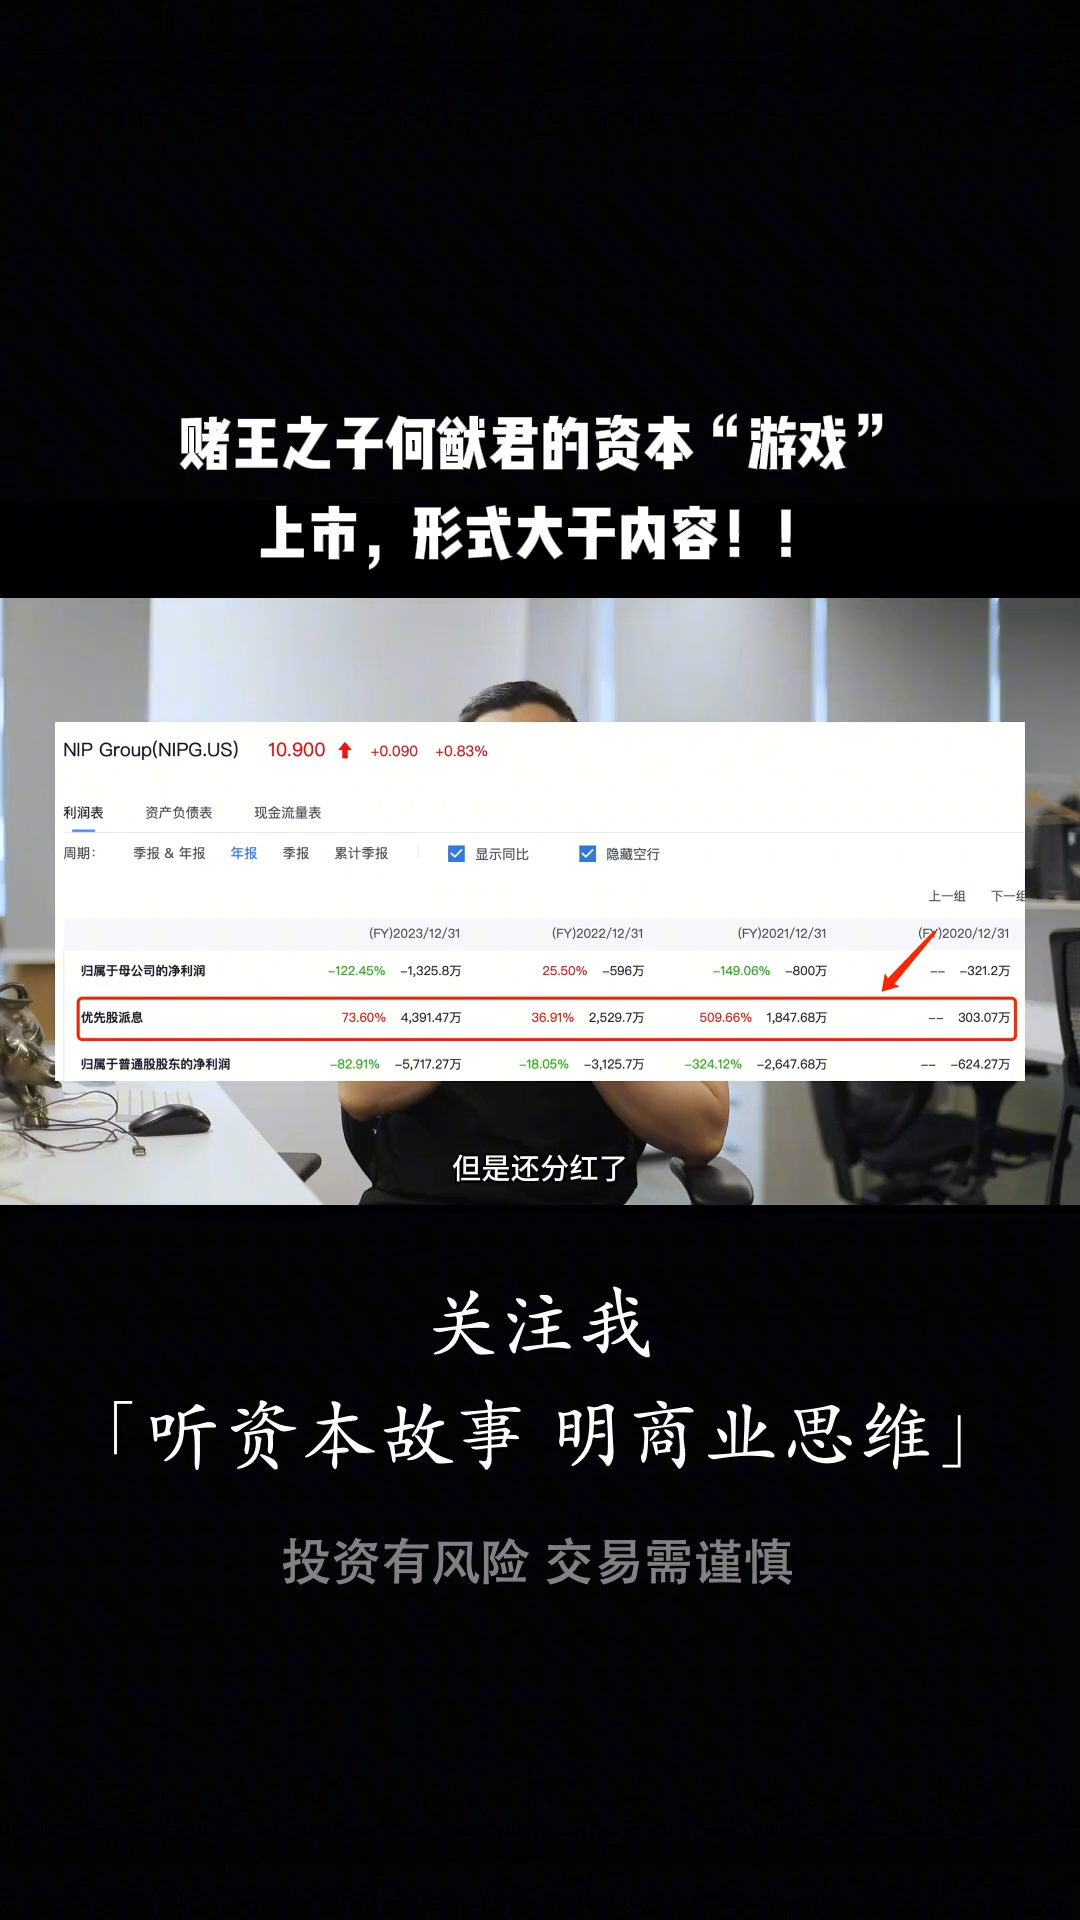 赌王之子何猷君的资本“游戏”
上市，形式大于内容！！
NIP Group(NIPG.US) 10.900 +0.090 +0.83%
利润表 资产负债表 现金流量表
周期： 季报 & 年报 年报 季报 累计季报 显示同比 隐藏空行
上一组 下一组
(FY)2023/12/31 (FY)2022/12/31 (FY)2021/12/31 (FY)2020/12/31
归属于母公司的净利润 -122.45% -1,325.8万 25.50% -596万 -149.06% -800万 -- -321.2万
优先股派息 73.60% 4,391.47万 36.91% 2,529.7万 509.66% 1,847.68万 -- 303.07万
归属于普通股股东的净利润 -82.91% -5,717.27万 -18.05% -3,125.7万 -324.12% -2,647.68万 -- -624.27万
但是还分红了
关注我
「听资本故事 明商业思维」
投资有风险 交易需谨慎